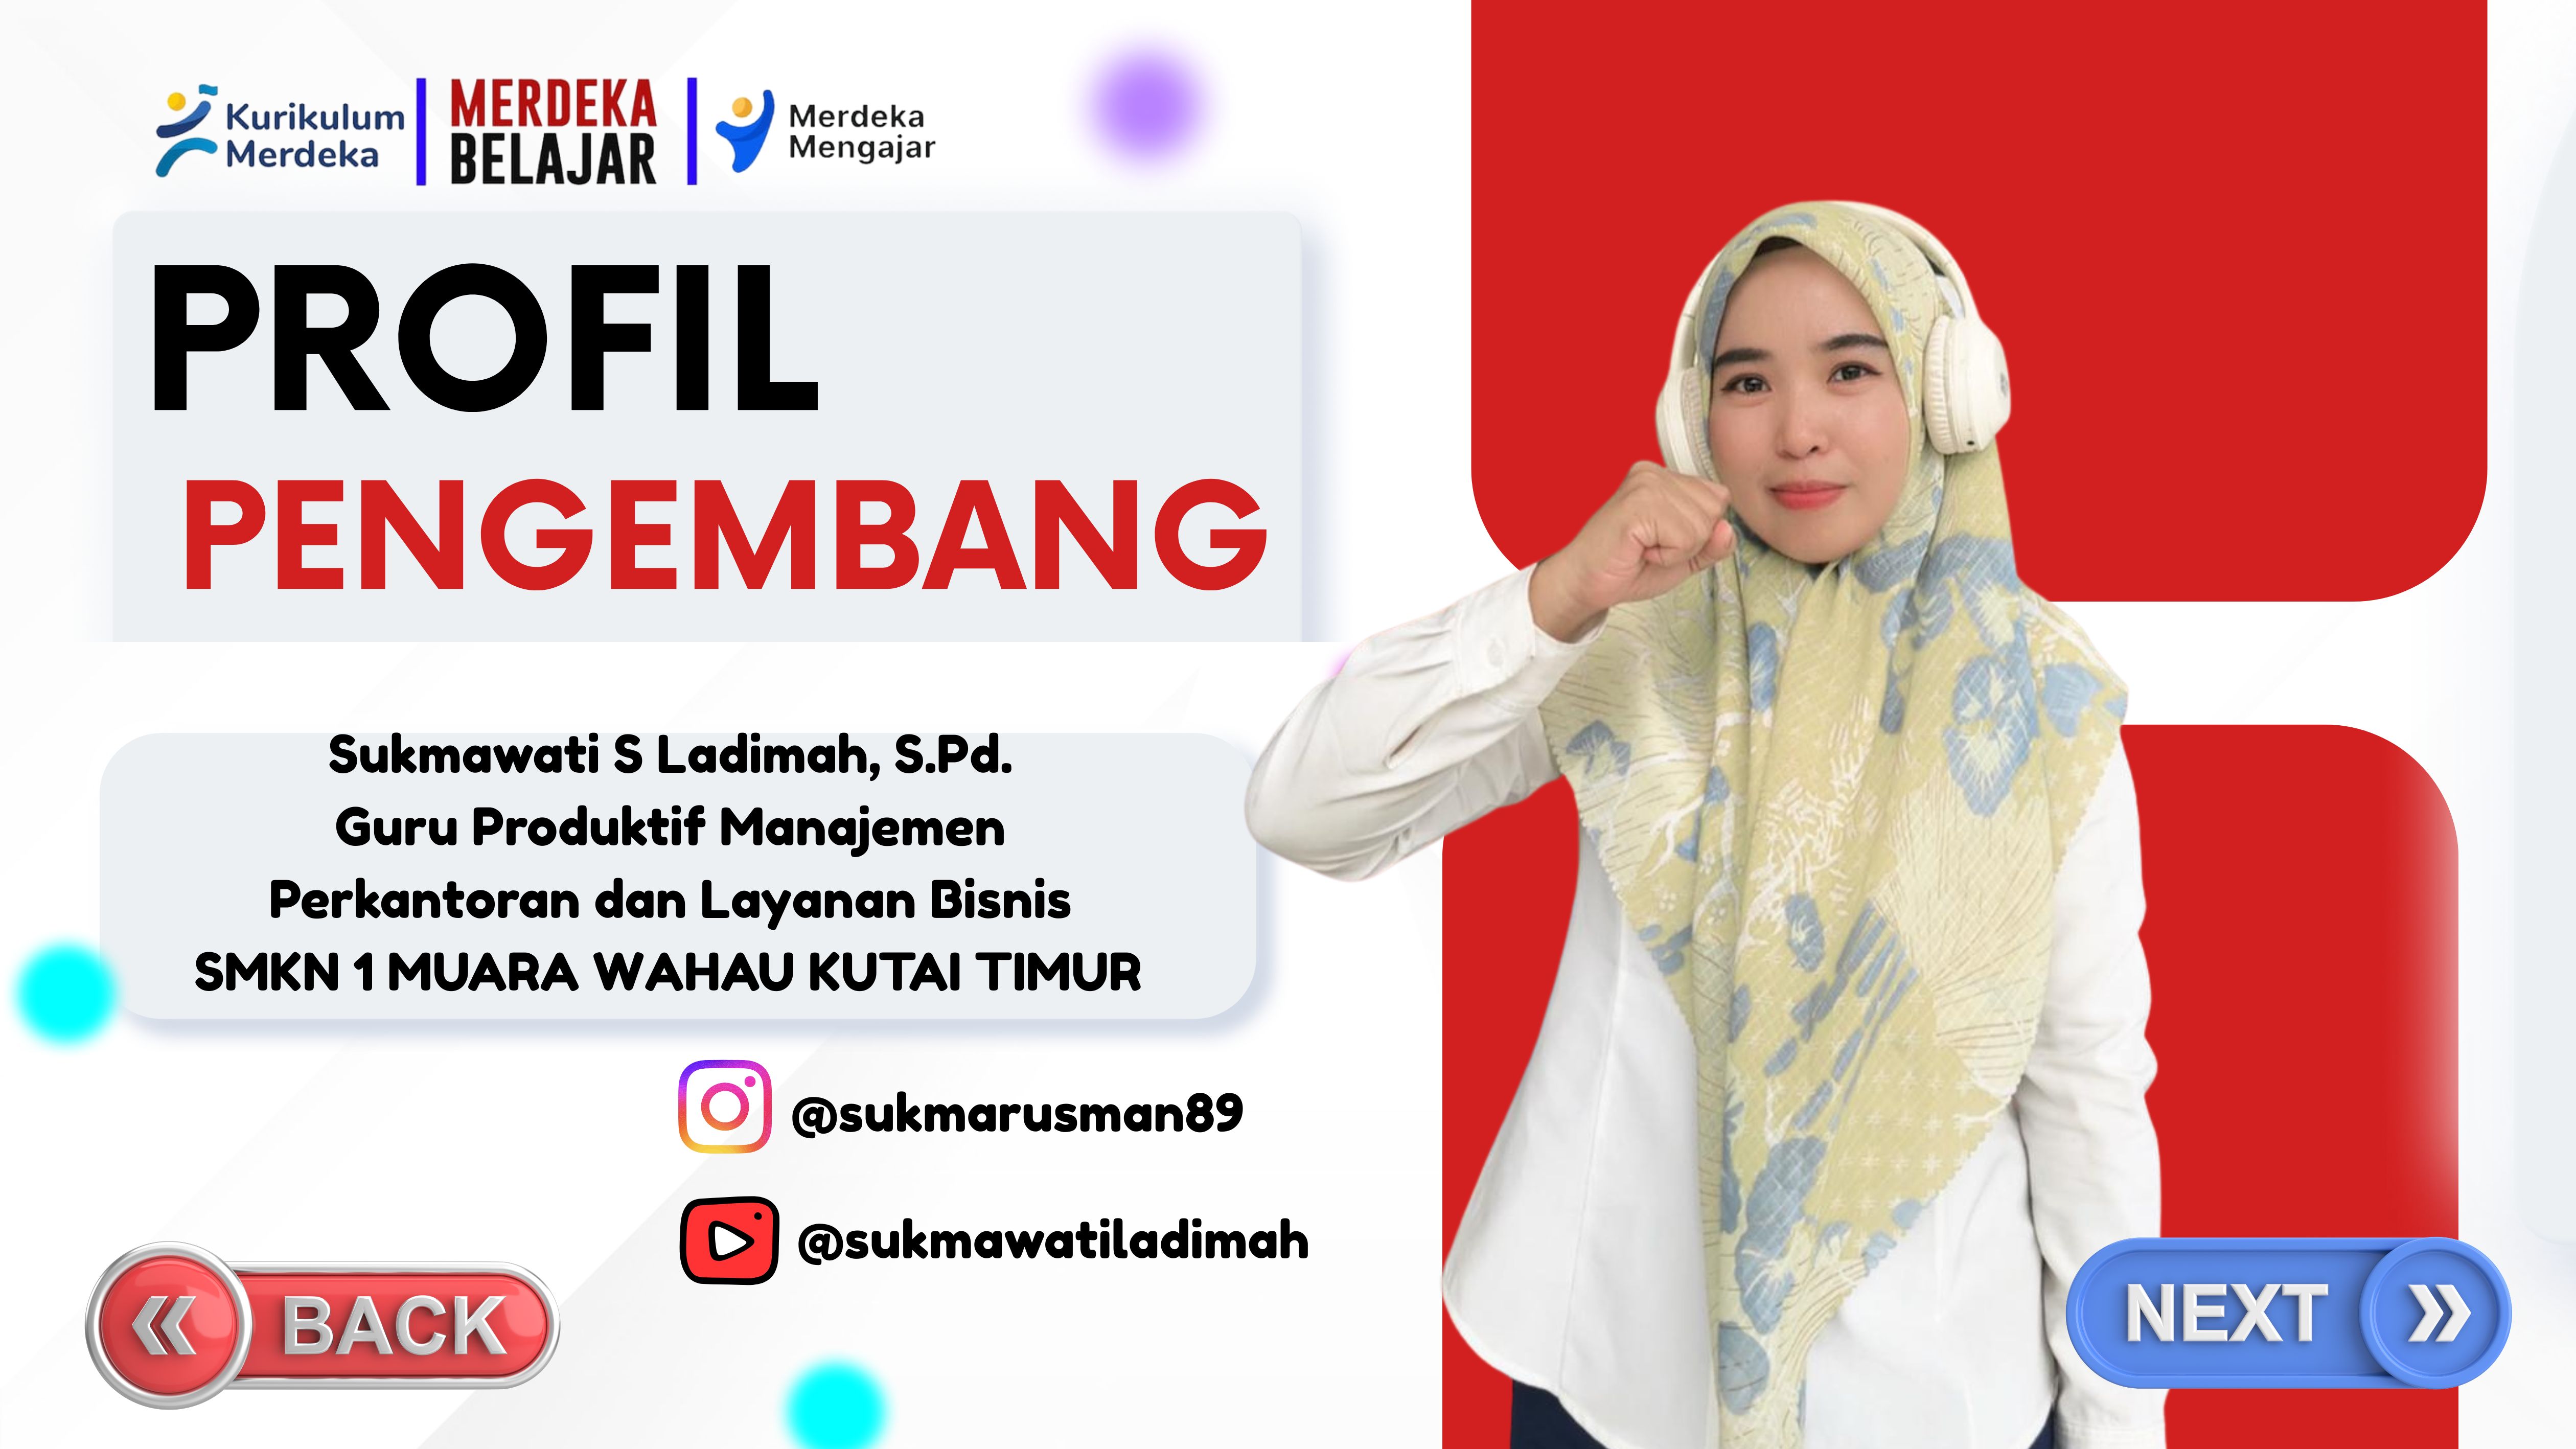 Kurikulum
Merdeka
MERDEKA
BELAJAR
Merdeka
Mengajar
PROFIL
PENGEMBANG
Sukmawati S Ladimah, S.Pd.
Guru Produktif Manajemen
Perkantoran dan Layanan Bisnis
SMKN 1 MUARA WAHAU KUTAI TIMUR
@sukmarusman89
@sukmawatiladimah
BACK
NEXT